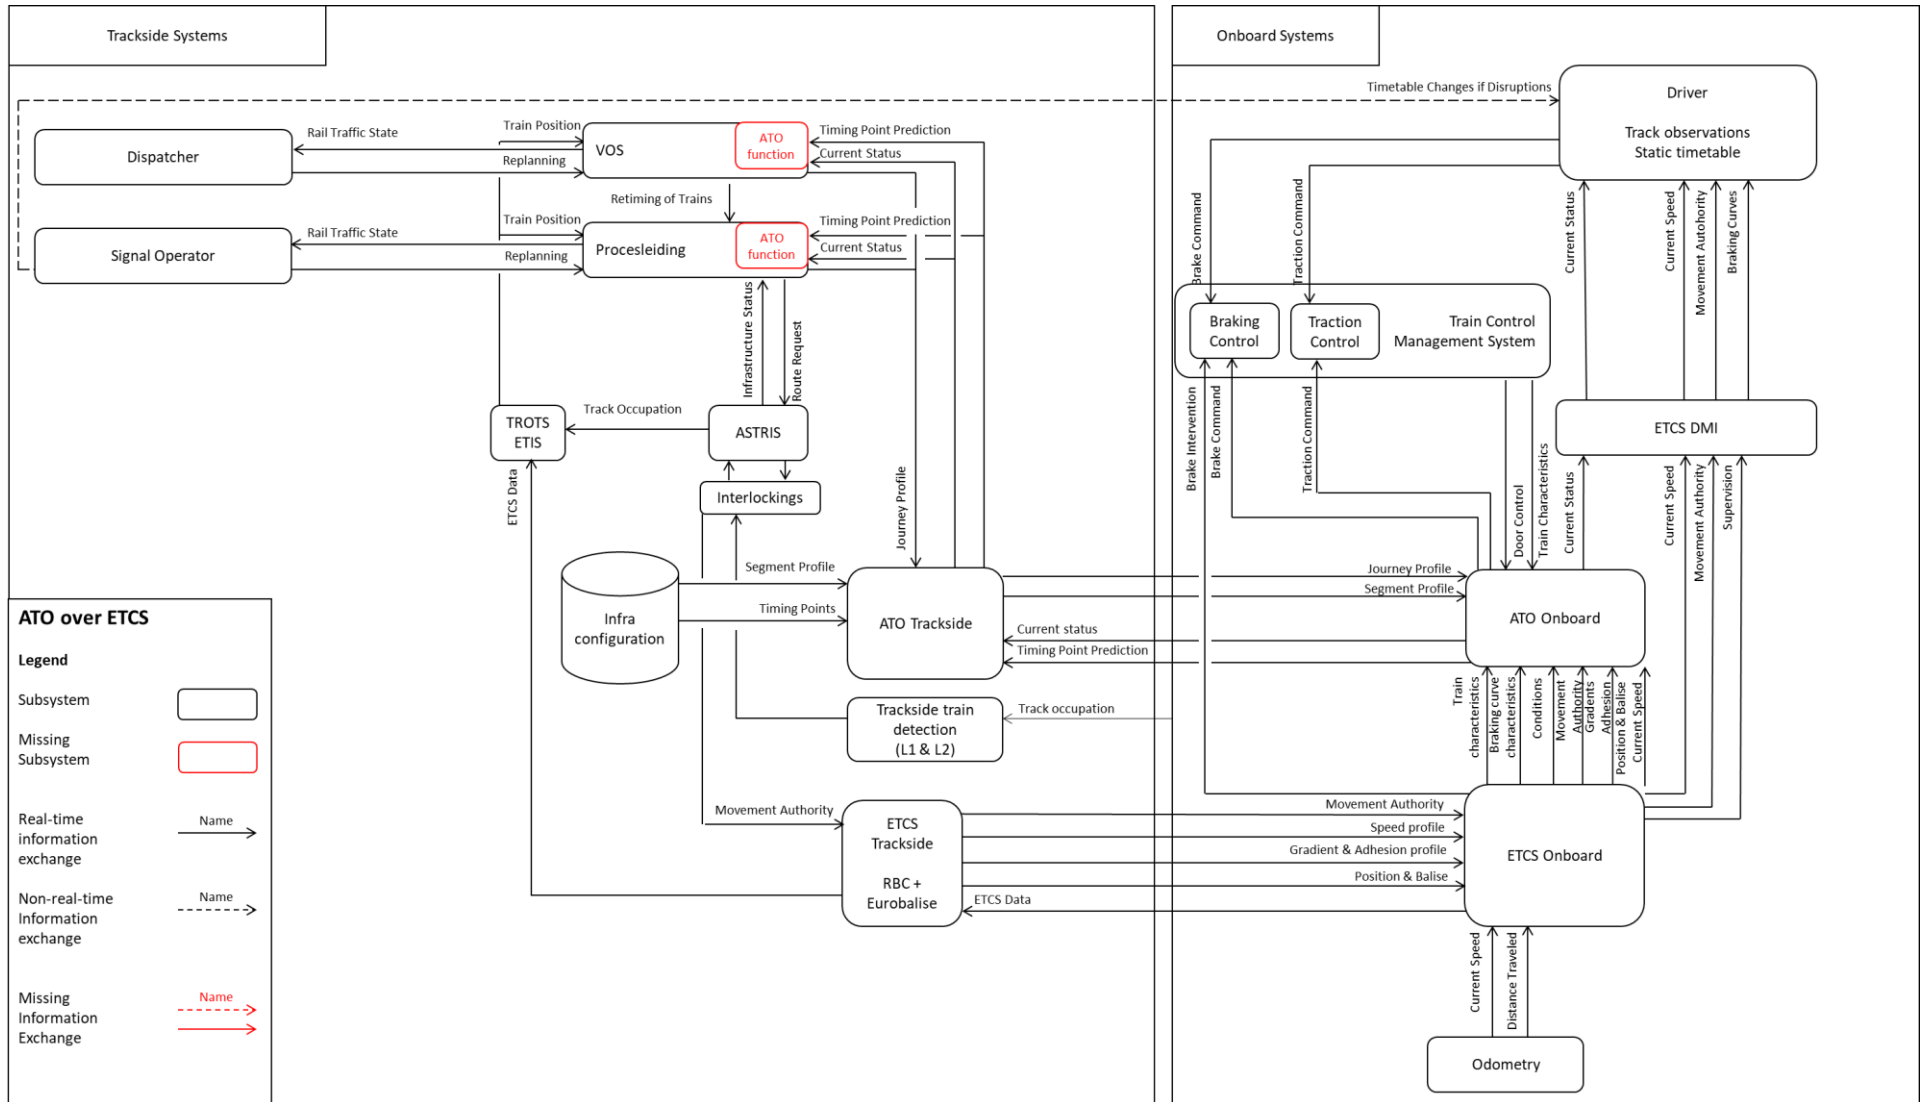 Trackside Systems
Onboard Systems
Timetable Changes if Disruptions
Driver
Track observations
Static timetable
Dispatcher
Rail Traffic State
Replanning
Train Position
VOS
ATO
function
Timing Point Prediction
Current Status
Retiming of Trains
Signal Operator
Rail Traffic State
Replanning
Train Position
Procesleiding
ATO
function
Timing Point Prediction
Current Status
Brake Command
Traction Command
Current Status
Current Speed
Movement Authority
Braking Curves
Infrastructure Status
Route Request
Braking
Control
Traction
Control
Train Control
Management System
TROTS
ETIS
Track Occupation
ASTRIS
Brake Intervention
Brake Command
Traction Command
ETCS DMI
Interlockings
ETCS Data
Journey Profile
Door Control
Train Characteristics
Current Status
Current Speed
Movement Authority
Supervision
Infra
configuration
Segment Profile
Timing Points
ATO Trackside
Journey Profile
Segment Profile
Current status
Timing Point Prediction
ATO Onboard
Trackside train
detection
(L1 & L2)
Track occupation
Train
characteristics
Braking curve
characteristics
Conditions
Movement
Authority
Gradents
Adhesion
Position & Balise
Current Speed
Movement Authority
ETCS
Trackside
RBC +
Eurobalise
Movement Authority
Speed profile
Gradient & Adhesion profile
Position & Balise
ETCS Data
ETCS Onboard
Current Speed
Distance Traveled
Odometry
ATO over ETCS
Legend
Subsystem
Missing
Subsystem
Real-time
information
exchange
Name
Non-real-time
Information
exchange
Name
Missing
Information
Exchange
Name